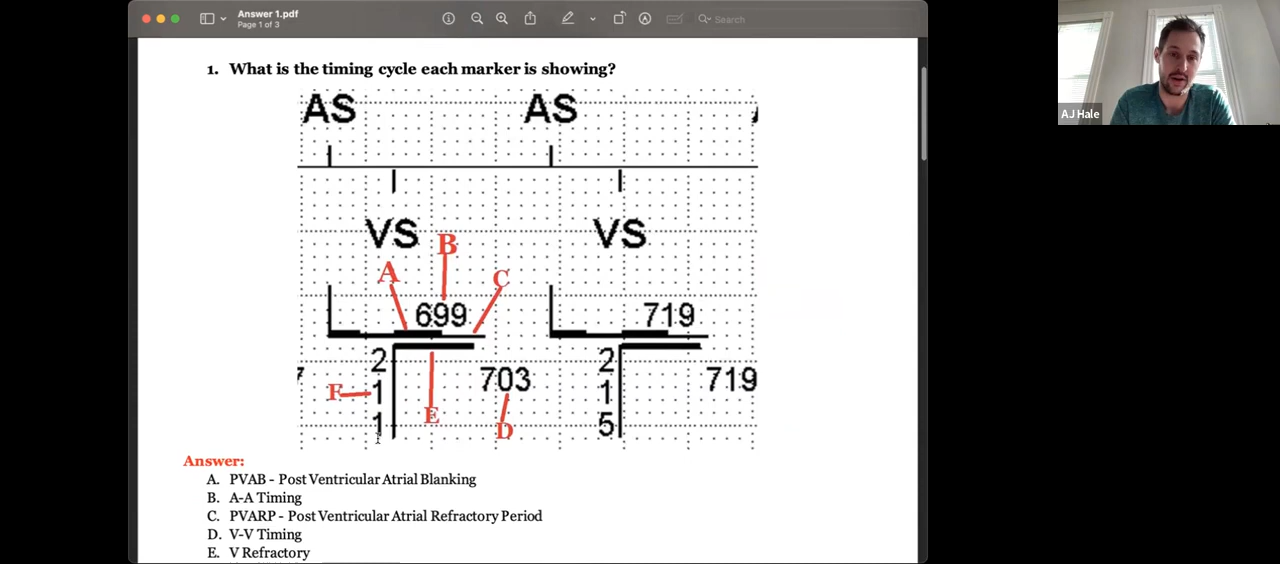 Answer 1.pdf
Page 1 of 3
Search
AJ Hale
1. What is the timing cycle each marker is showing?
AS AS
VS VS
B
A C
699 719
2 2
7 703 719
F 1 E 1
1 D 5
Answer:
A. PVAB - Post Ventricular Atrial Blanking
B. A-A Timing
C. PVARP - Post Ventricular Atrial Refractory Period
D. V-V Timing
E. V Refractory